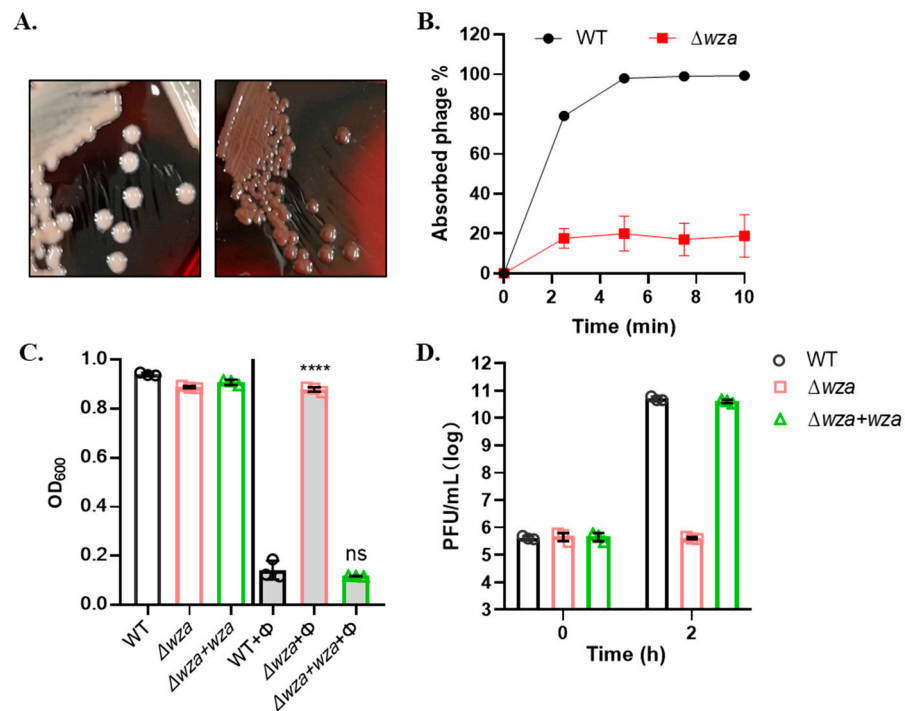 A.
B.
WT
Δwza
120
100
80
60
40
20
0
Absorbed phage %
0 2 4 6 8 10
Time (min)
C.
1.0
0.8
0.6
0.4
0.2
0.0
OD600
****
ns
WT
Δwza
Δwza+wza
WT+Φ
Δwza+Φ
Δwza+wza+Φ
D.
12
11
10
9
8
7
6
5
4
3
PFU/mL(log)
0 2
Time (h)
WT
Δwza
Δwza+wza